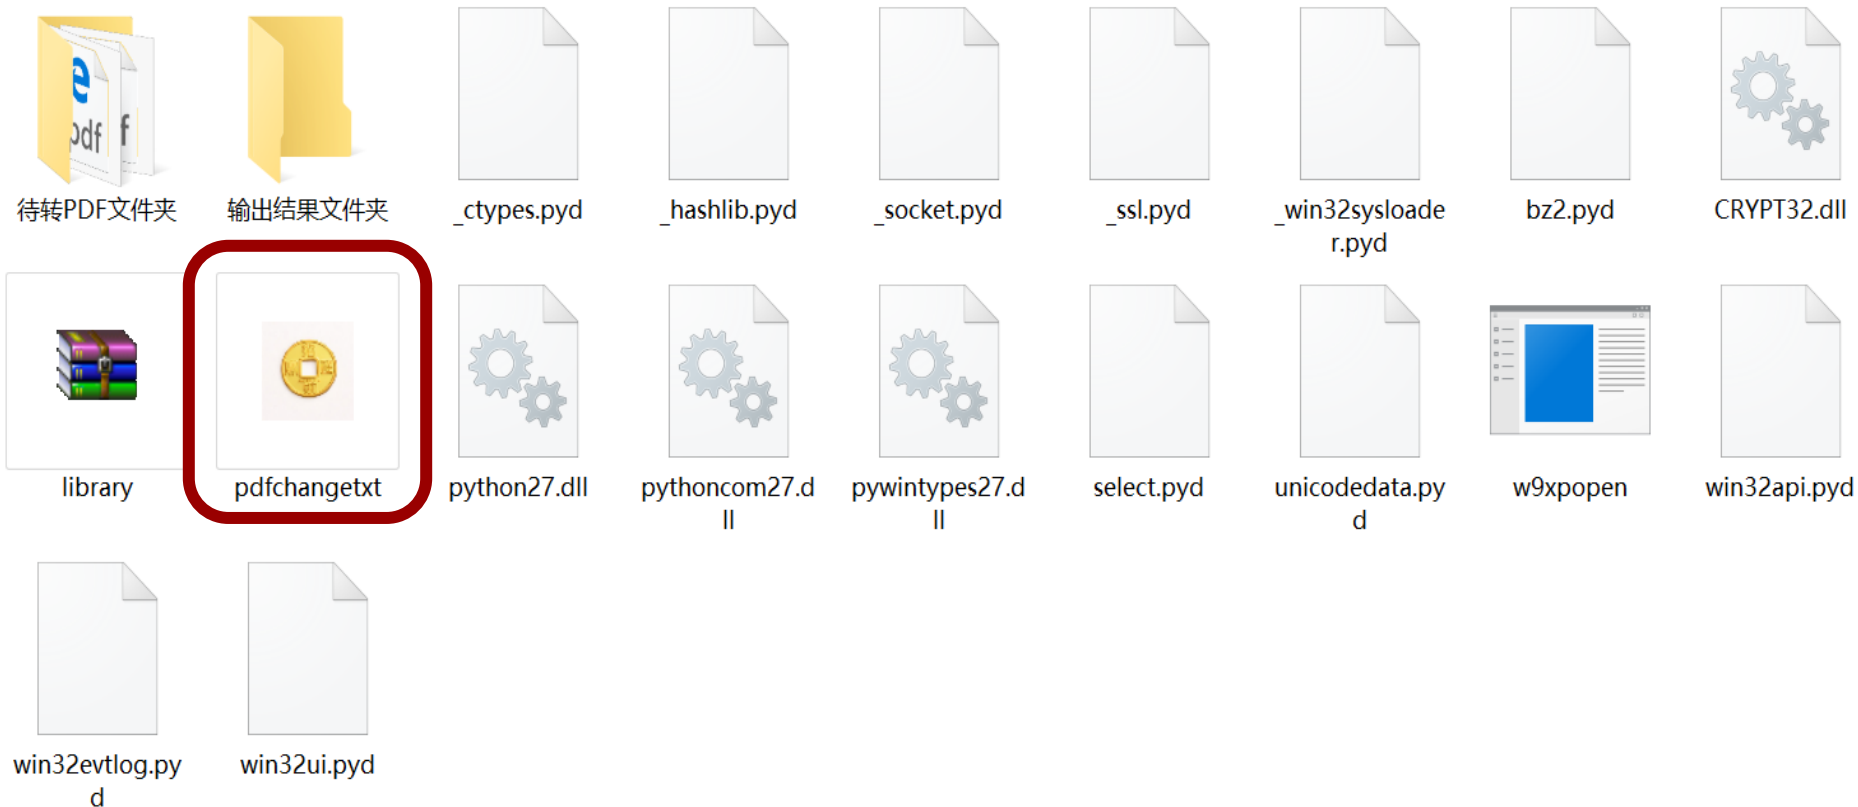 待转PDF文件夹
输出结果文件夹
_ctypes.pyd
_hashlib.pyd
_socket.pyd
_ssl.pyd
_win32sysloade
r.pyd
bz2.pyd
CRYPT32.dll
library
pdfchangetxt
python27.dll
pythoncom27.d
ll
pywintypes27.d
ll
select.pyd
unicodedata.py
d
w9xpopen
win32api.pyd
win32evtlog.py
d
win32ui.pyd